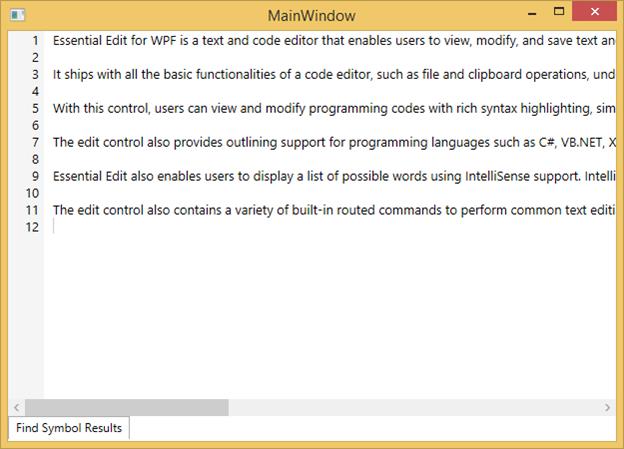 MainWindow
1 Essential Edit for WPF is a text and code editor that enables users to view, modify, and save text an
2
3 It ships with all the basic functionalities of a code editor, such as file and clipboard operations, und
4
5 With this control, users can view and modify programming codes with rich syntax highlighting, sim
6
7 The edit control also provides outlining support for programming languages such as C#, VB.NET, X
8
9 Essential Edit also enables users to display a list of possible words using IntelliSense support. Intelli
10
11 The edit control also contains a variety of built-in routed commands to perform common text editi
12
Find Symbol Results